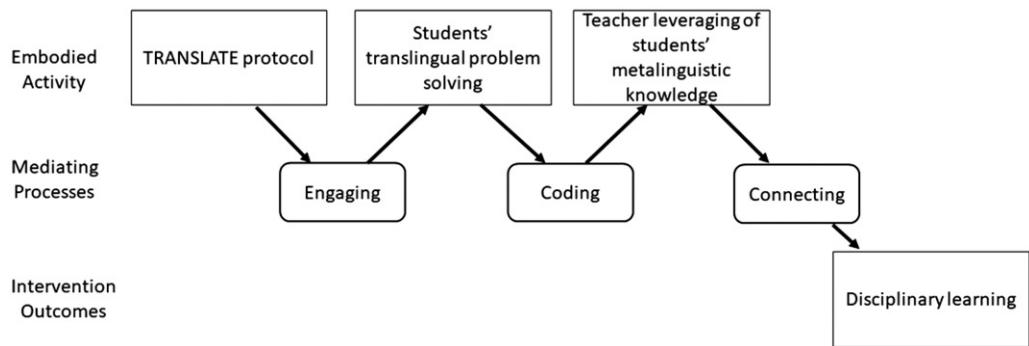 Embodied
Activity
TRANSLATE protocol
Students’
translingual problem
solving
Teacher leveraging of
students’
metalinguistic
knowledge
Mediating
Processes
Engaging
Coding
Connecting
Intervention
Outcomes
Disciplinary learning